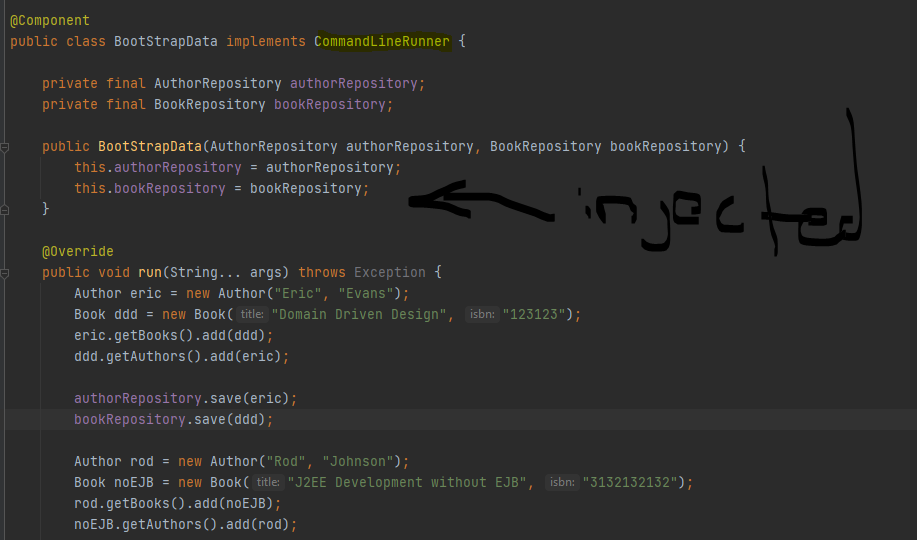 @Component
public class BootStrapData implements CommandLineRunner {
private final AuthorRepository authorRepository;
private final BookRepository bookRepository;
public BootStrapData(AuthorRepository authorRepository, BookRepository bookRepository) {
this.authorRepository = authorRepository;
this.bookRepository = bookRepository;
injected
}
@Override
public void run(String... args) throws Exception {
Author eric = new Author("Eric", "Evans");
Book ddd = new Book( title: "Domain Driven Design", isbn: "123123");
eric.getBooks().add(ddd);
ddd.getAuthors().add(eric);
authorRepository.save(eric);
bookRepository.save(ddd);
Author rod = new Author("Rod", "Johnson");
Book noEJB = new Book( title: "J2EE Development without EJB", isbn: "3132132132");
rod.getBooks().add(noEJB);
noEJB.getAuthors().add(rod);